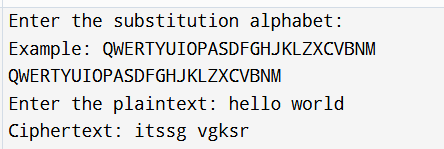 Enter the substitution alphabet:
Example: QWERTYUIOPASDFGHJKLZXCVBNM
QWERTYUIOPASDFGHJKLZXCVBNM
Enter the plaintext: hello world
Ciphertext: itssg vgksr